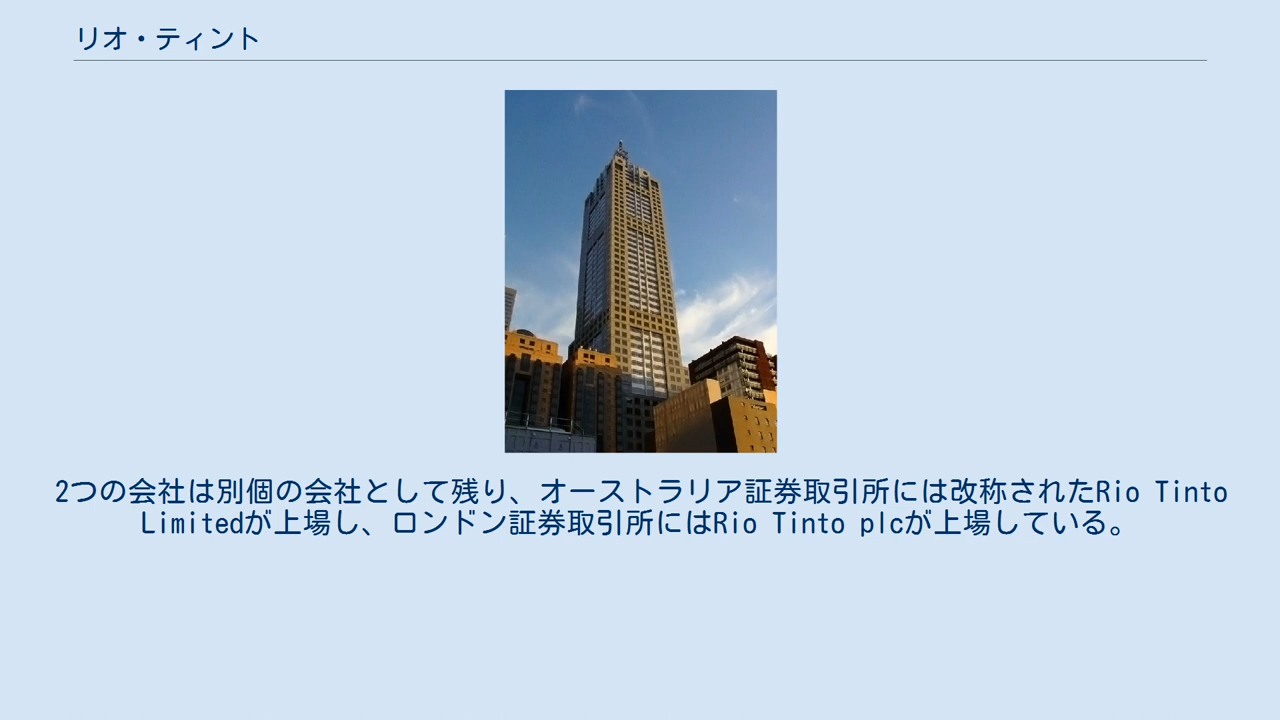 リオ・ティント
2つの会社は別個の会社として残り、オーストラリア証券取引所には改称されたRio Tinto
Limitedが上場し、ロンドン証券取引所にはRio Tinto plcが上場している。